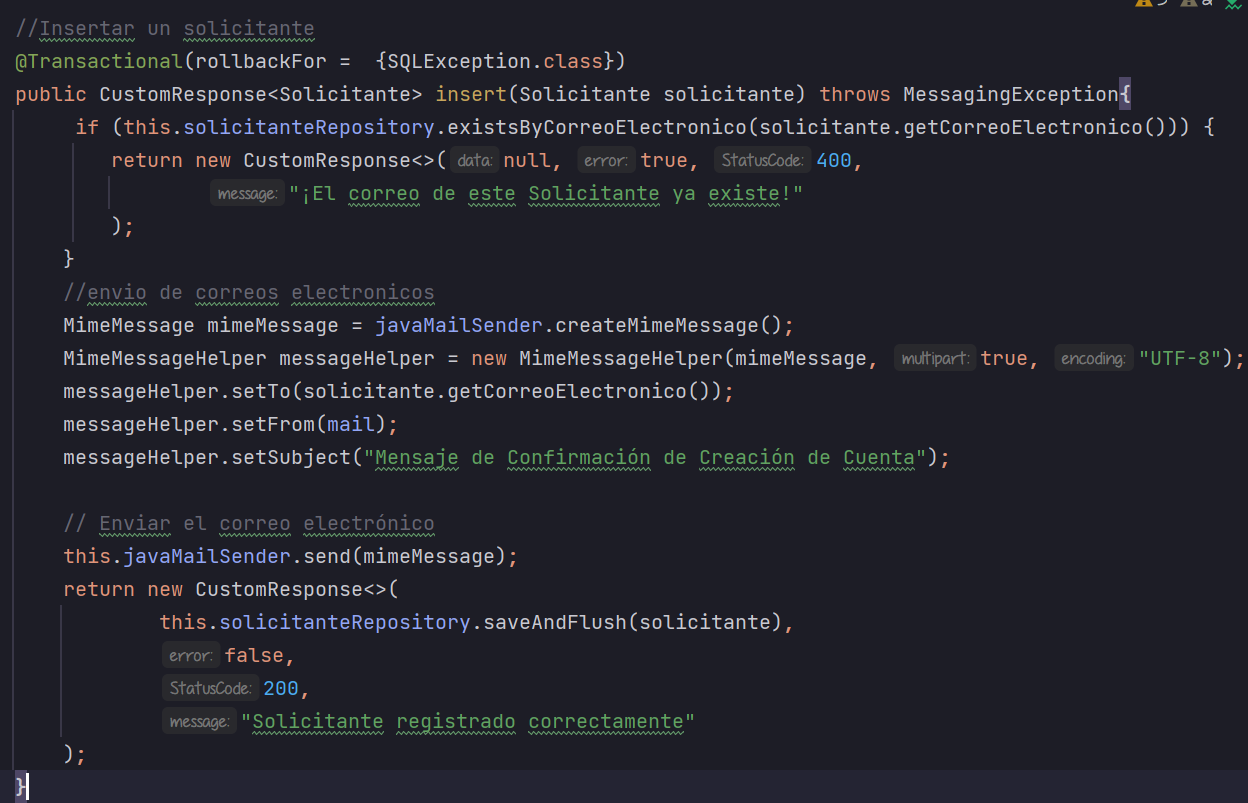 //Insertar un solicitante
@Transactional(rollbackFor =  {SQLException.class})
public CustomResponse<Solicitante> insert(Solicitante solicitante) throws MessagingException{
if (this.solicitanteRepository.existsByCorreoElectronico(solicitante.getCorreoElectronico())) {
return new CustomResponse<>( data: null, error: true, StatusCode: 400,
message: "¡El correo de este Solicitante ya existe!"
);
}
//envio de correos electronicos
MimeMessage mimeMessage = javaMailSender.createMimeMessage();
MimeMessageHelper messageHelper = new MimeMessageHelper(mimeMessage, multipart: true, encoding: "UTF-8");
messageHelper.setTo(solicitante.getCorreoElectronico());
messageHelper.setFrom(mail);
messageHelper.setSubject("Mensaje de Confirmación de Creación de Cuenta");
// Enviar el correo electrónico
this.javaMailSender.send(mimeMessage);
return new CustomResponse<>(
this.solicitanteRepository.saveAndFlush(solicitante),
error: false,
StatusCode: 200,
message: "Solicitante registrado correctamente"
);
}